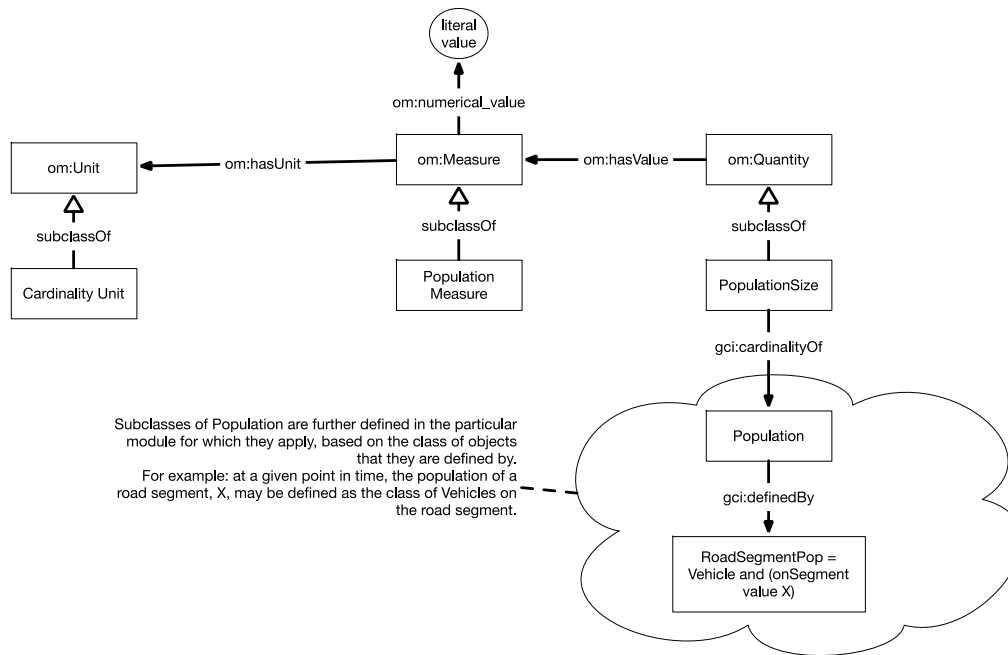 literal
value
om:numerical_value
om:Unit
om:hasUnit
om:Measure
om:hasValue
om:Quantity
subclassOf
subclassOf
subclassOf
Cardinality Unit
Population
Measure
PopulationSize
gci:cardinalityOf
Subclasses of Population are further defined in the particular
module for which they apply, based on the class of objects
that they are defined by.
For example: at a given point in time, the population of a
road segment, X, may be defined as the class of Vehicles on
the road segment.
Population
gci:definedBy
RoadSegmentPop =
Vehicle and (onSegment
value X)